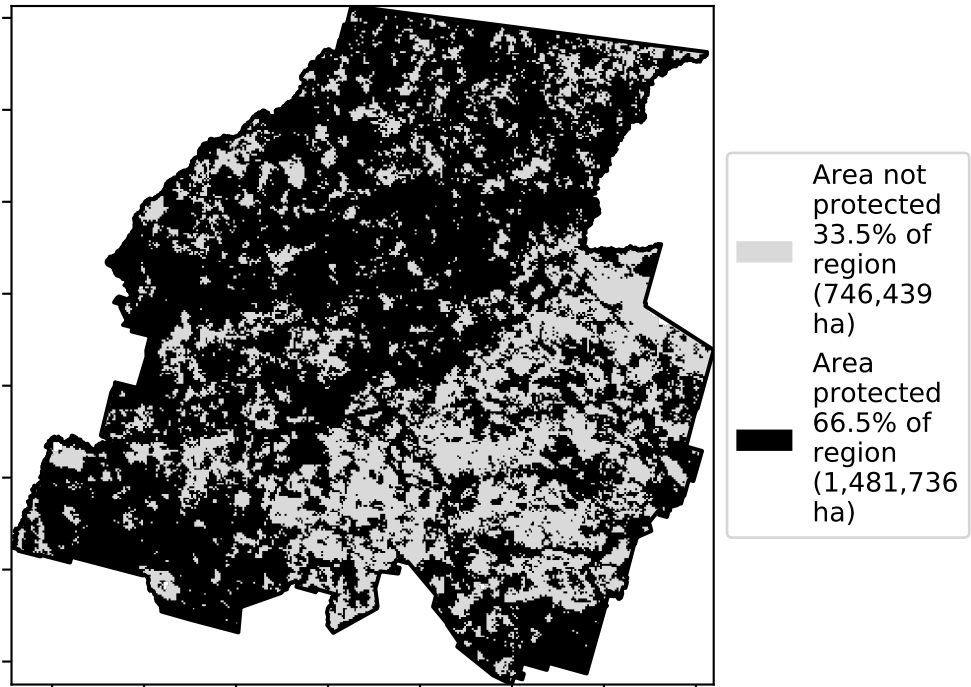 Area not
protected
33.5% of
region
(746,439
ha)
Area
protected
66.5% of
region
(1,481,736
ha)